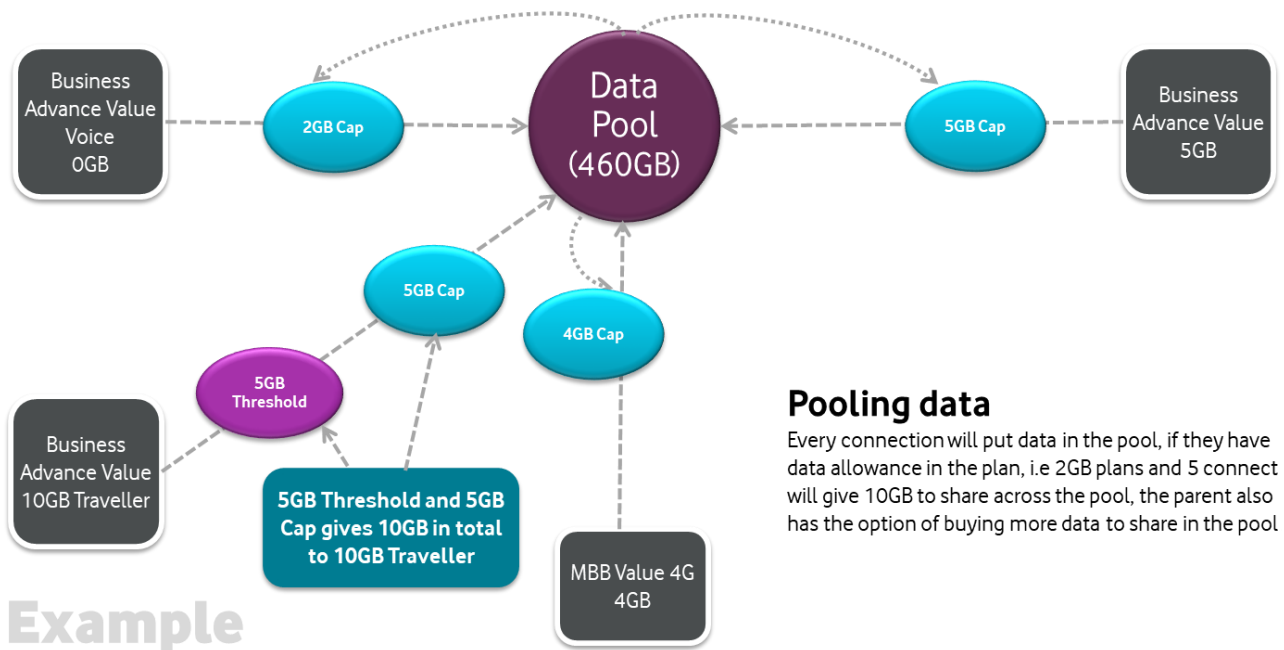 Business
Advance Value
Voice
0GB
2GB Cap
Data
Pool
(460GB)
5GB Cap
Business
Advance Value
5GB
5GB Cap
4GB Cap
5GB
Threshold
Business
Advance Value
10GB Traveller
5GB Threshold and 5GB
Cap gives 10GB in total
to 10GB Traveller
MBB Value 4G
4GB
Pooling data
Every connection will put data in the pool, if they have
data allowance in the plan, i.e 2GB plans and 5 connect
will give 10GB to share across the pool, the parent also
has the option of buying more data to share in the pool
Example